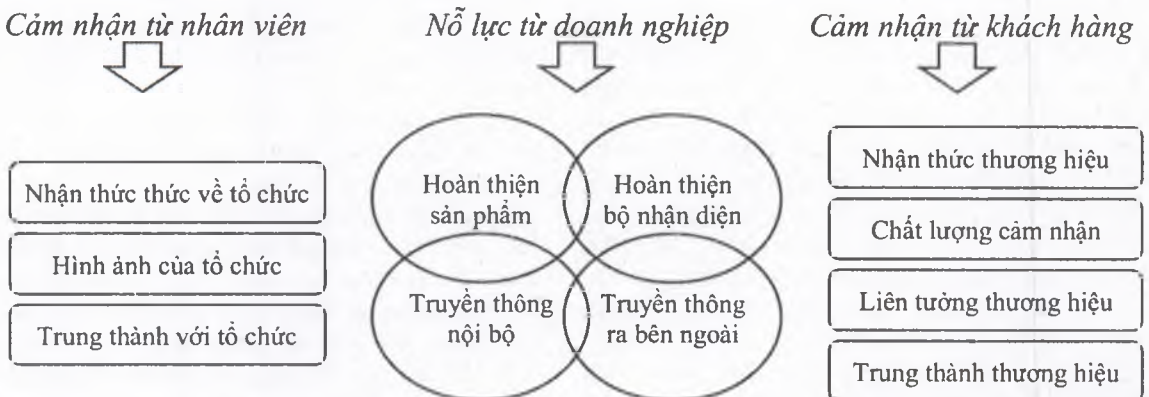 Cảm nhận từ nhân viên
Nỗ lực từ doanh nghiệp
Cảm nhận từ khách hàng
Nhận thức thức về tổ chức
Hình ảnh của tổ chức
Trung thành với tổ chức
Hoàn thiện
sản phẩm
Hoàn thiện
bộ nhận diện
Truyền thông
nội bộ
Truyền thông
ra bên ngoài
Nhận thức thương hiệu
Chất lượng cảm nhận
Liên tưởng thương hiệu
Trung thành thương hiệu